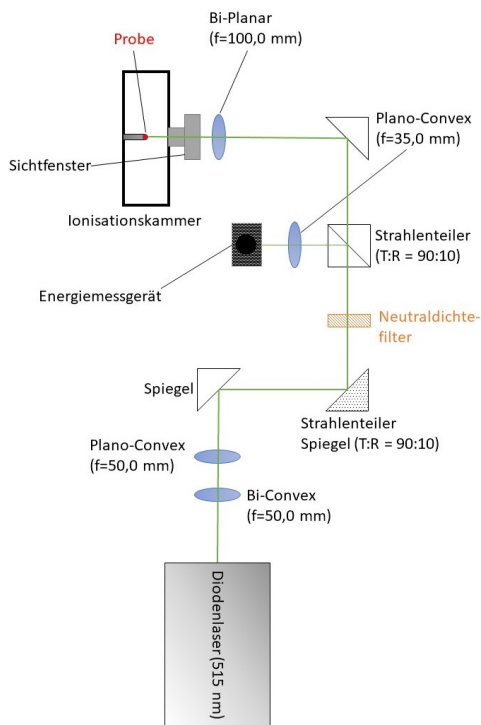 Bi-Planar
(f=100,0 mm)
Probe
Plano-Convex
(f=35,0 mm)
Sichtfenster
Ionisationskammer
Strahlenteiler
(T:R = 90:10)
Energiemessgerät
Neutraldichte-
filter
Spiegel
Strahlenteiler
Spiegel (T:R = 90:10)
Plano-Convex
(f=50,0 mm)
Bi-Convex
(f=50,0 mm)
Diodenlaser (515 nm)